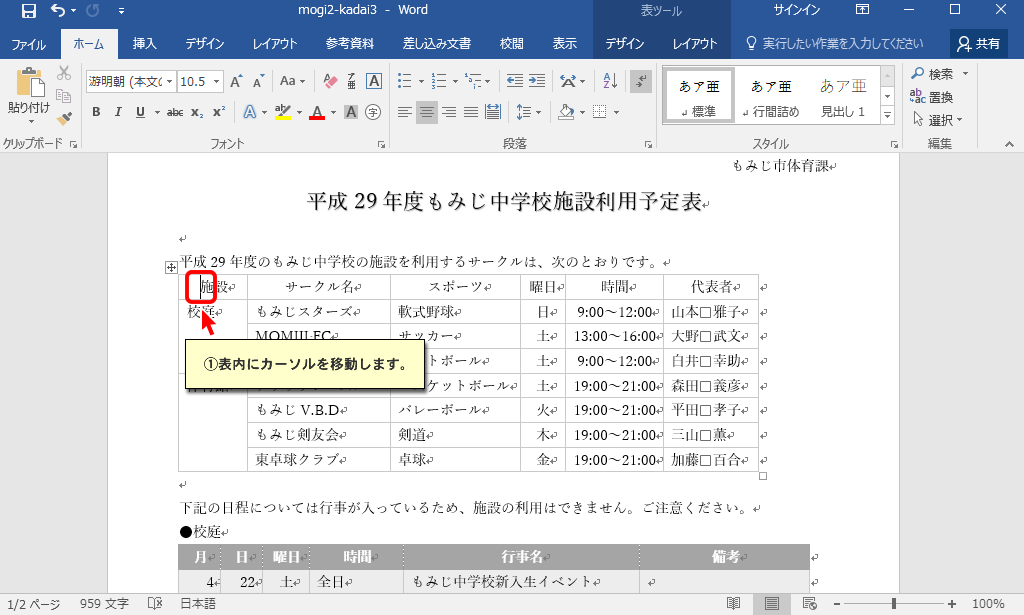 mogi2-kadai3 - Word
表ツール
サインイン
ファイル ホーム 挿入 デザイン レイアウト 参考資料 差し込み文書 校閲 表示 デザイン レイアウト 実行したい作業を入力してください 共有
貼り付け
游明朝 (本文(
10.5
Aa
B I U abc x₂ x²
あア亜 あア亜 あア亜
標準 行間詰め 見出し 1
検索
置換
選択
クリップボード フォント 段落 スタイル 編集
もみじ市体育課
平成 29 年度もみじ中学校施設利用予定表
平成 29 年度のもみじ中学校の施設を利用するサークルは、次のとおりです。
施設 サークル名 スポーツ 曜日 時間 代表者
校庭 もみじスターズ 軟式野球 日 9:00～12:00 山本□雅子
MOMIJI-FC サッカー 土 13:00～16:00 大野□武文
トボール 土 9:00～12:00 白井□幸助
ケットボール 土 19:00～21:00 森田□義彦
①表内にカーソルを移動します。
もみじ V.B.D バレーボール 火 19:00～21:00 平田□孝子
もみじ剣友会 剣道 木 19:00～21:00 三山□薫
東卓球クラブ 卓球 金 19:00～21:00 加藤□百合
下記の日程については行事が入っているため、施設の利用はできません。ご注意ください。
●校庭
月 日 曜日 時間 行事名 備考
4 22 土 全日 もみじ中学校新入生イベント
1/2 ページ 959 文字 日本語 100%